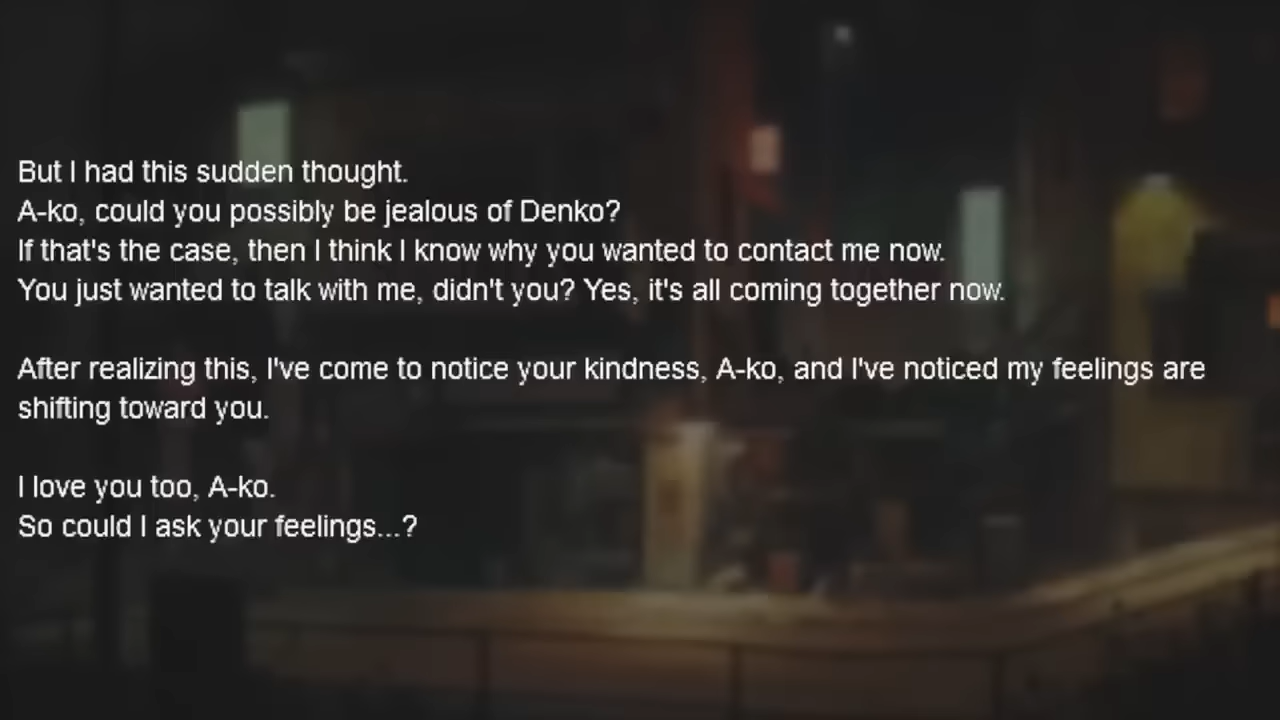 But I had this sudden thought.
A-ko, could you possibly be jealous of Denko?
If that's the case, then I think I know why you wanted to contact me now.
You just wanted to talk with me, didn't you? Yes, it's all coming together now.
After realizing this, I've come to notice your kindness, A-ko, and I've noticed my feelings are
shifting toward you.
I love you too, A-ko.
So could I ask your feelings...?